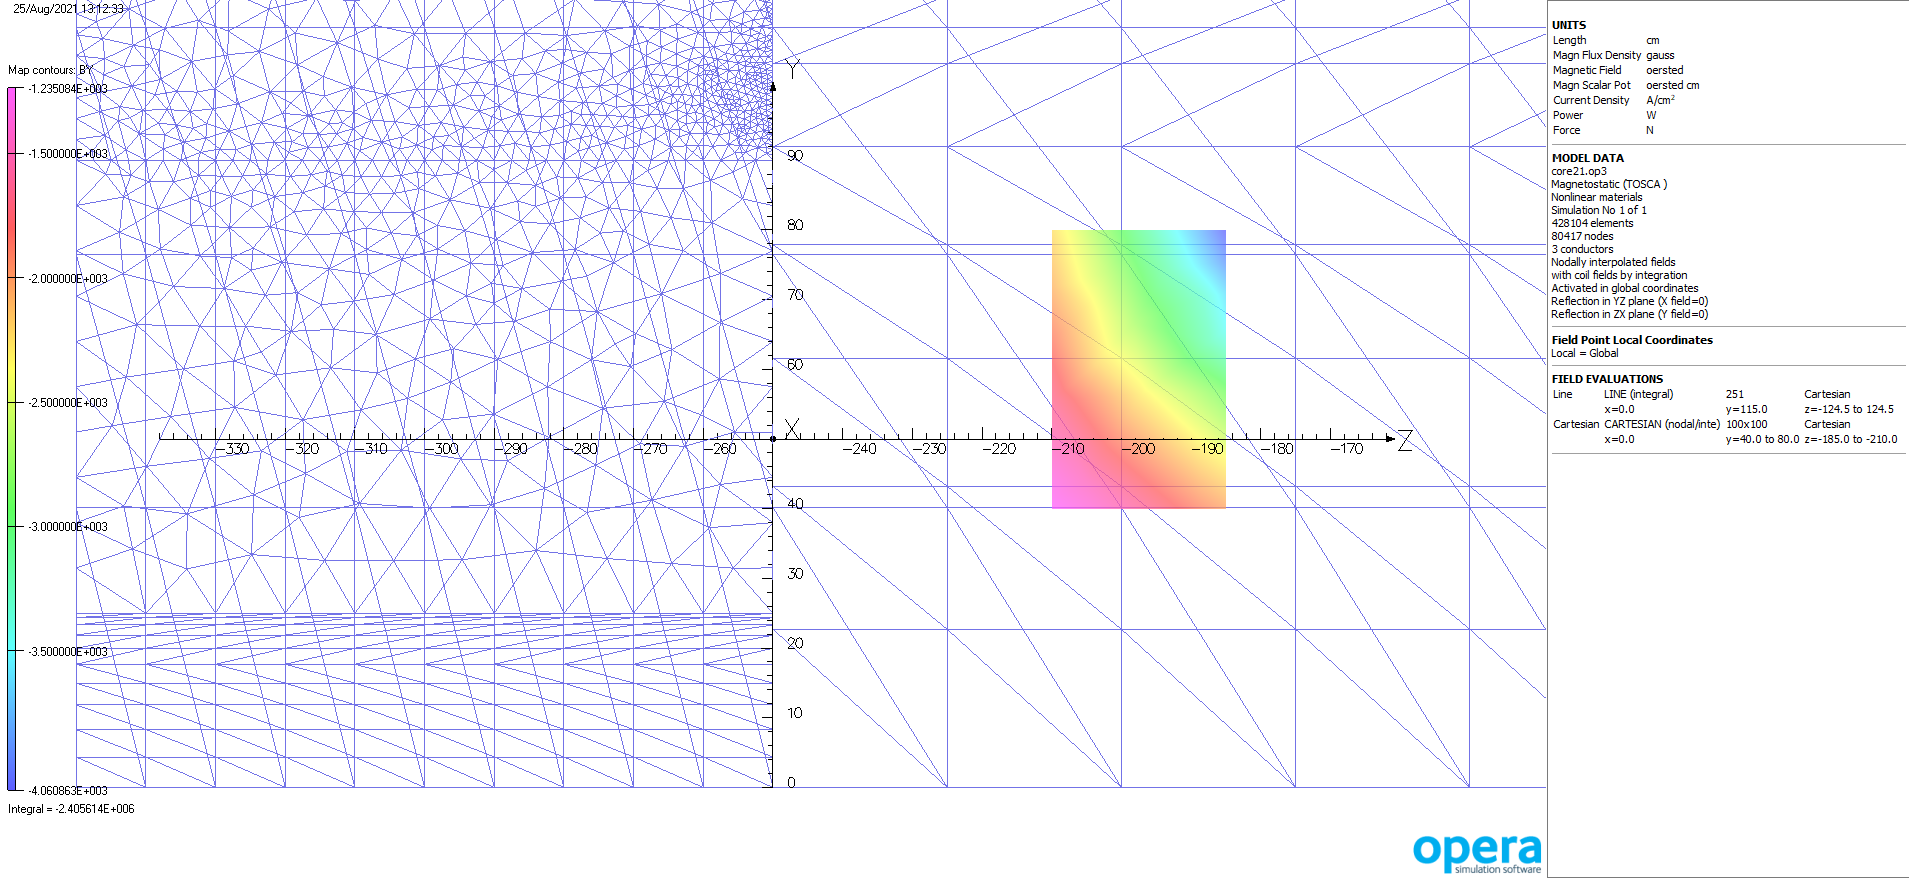 25/Aug/2021 13:12:33
Map contours: BY
-1.235084E+003
-1.500000E+003
-2.000000E+003
-2.500000E+003
-3.000000E+003
-3.500000E+003
-4.060863E+003
Integral = -2.405614E+006
Y
90
80
70
60
X
-330 -320 -310 -300 -290 -280 -270 -260 -240 -230 -220 -210 -200 -190 -180 -170 Z
40
30
20
10
0
opera
simulation software
UNITS
Length cm
Magn Flux Density gauss
Magnetic Field oersted
Magn Scalar Pot oersted cm
Current Density A/cm²
Power W
Force N
MODEL DATA
core21.op3
Magnetostatic (TOSCA )
Nonlinear materials
Simulation No 1 of 1
428104 elements
80417 nodes
3 conductors
Nodally interpolated fields
with coil fields by integration
Activated in global coordinates
Reflection in YZ plane (X field=0)
Reflection in ZX plane (Y field=0)
Field Point Local Coordinates
Local = Global
FIELD EVALUATIONS
Line LINE (integral) 251 Cartesian
x=0.0 y=115.0 z=-124.5 to 124.5
Cartesian CARTESIAN (nodal/inte) 100x100 Cartesian
x=0.0 y=40.0 to 80.0 z=-185.0 to -210.0